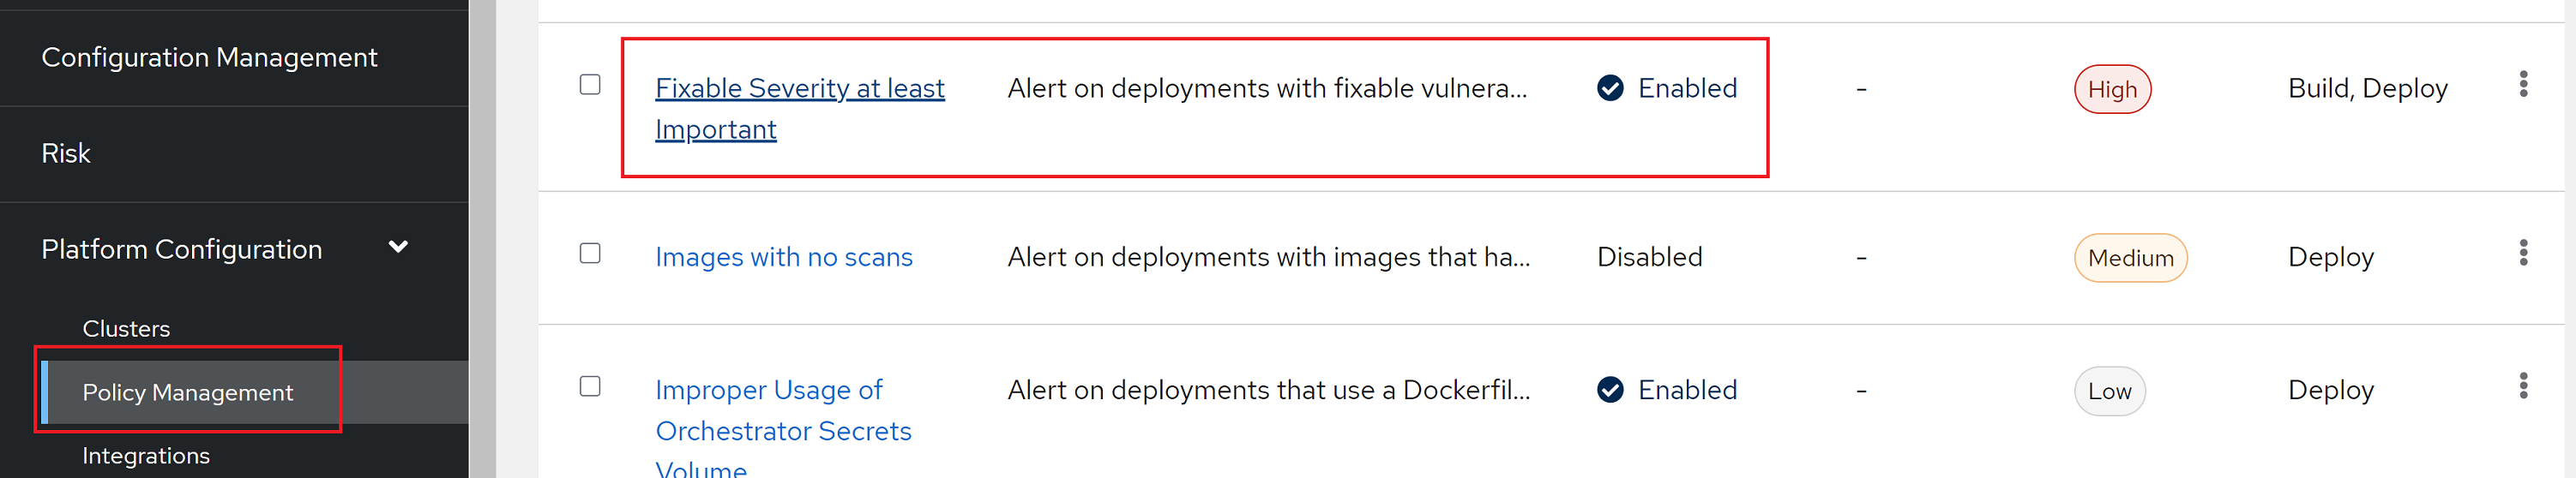 Configuration Management
Risk
Platform Configuration
Clusters
Policy Management
Integrations
Fixable Severity at least
Important
Alert on deployments with fixable vulnera...
Enabled
-
High
Build, Deploy
Images with no scans
Alert on deployments with images that ha...
Disabled
-
Medium
Deploy
Improper Usage of
Orchestrator Secrets
Volume
Alert on deployments that use a Dockerfil...
Enabled
-
Low
Deploy